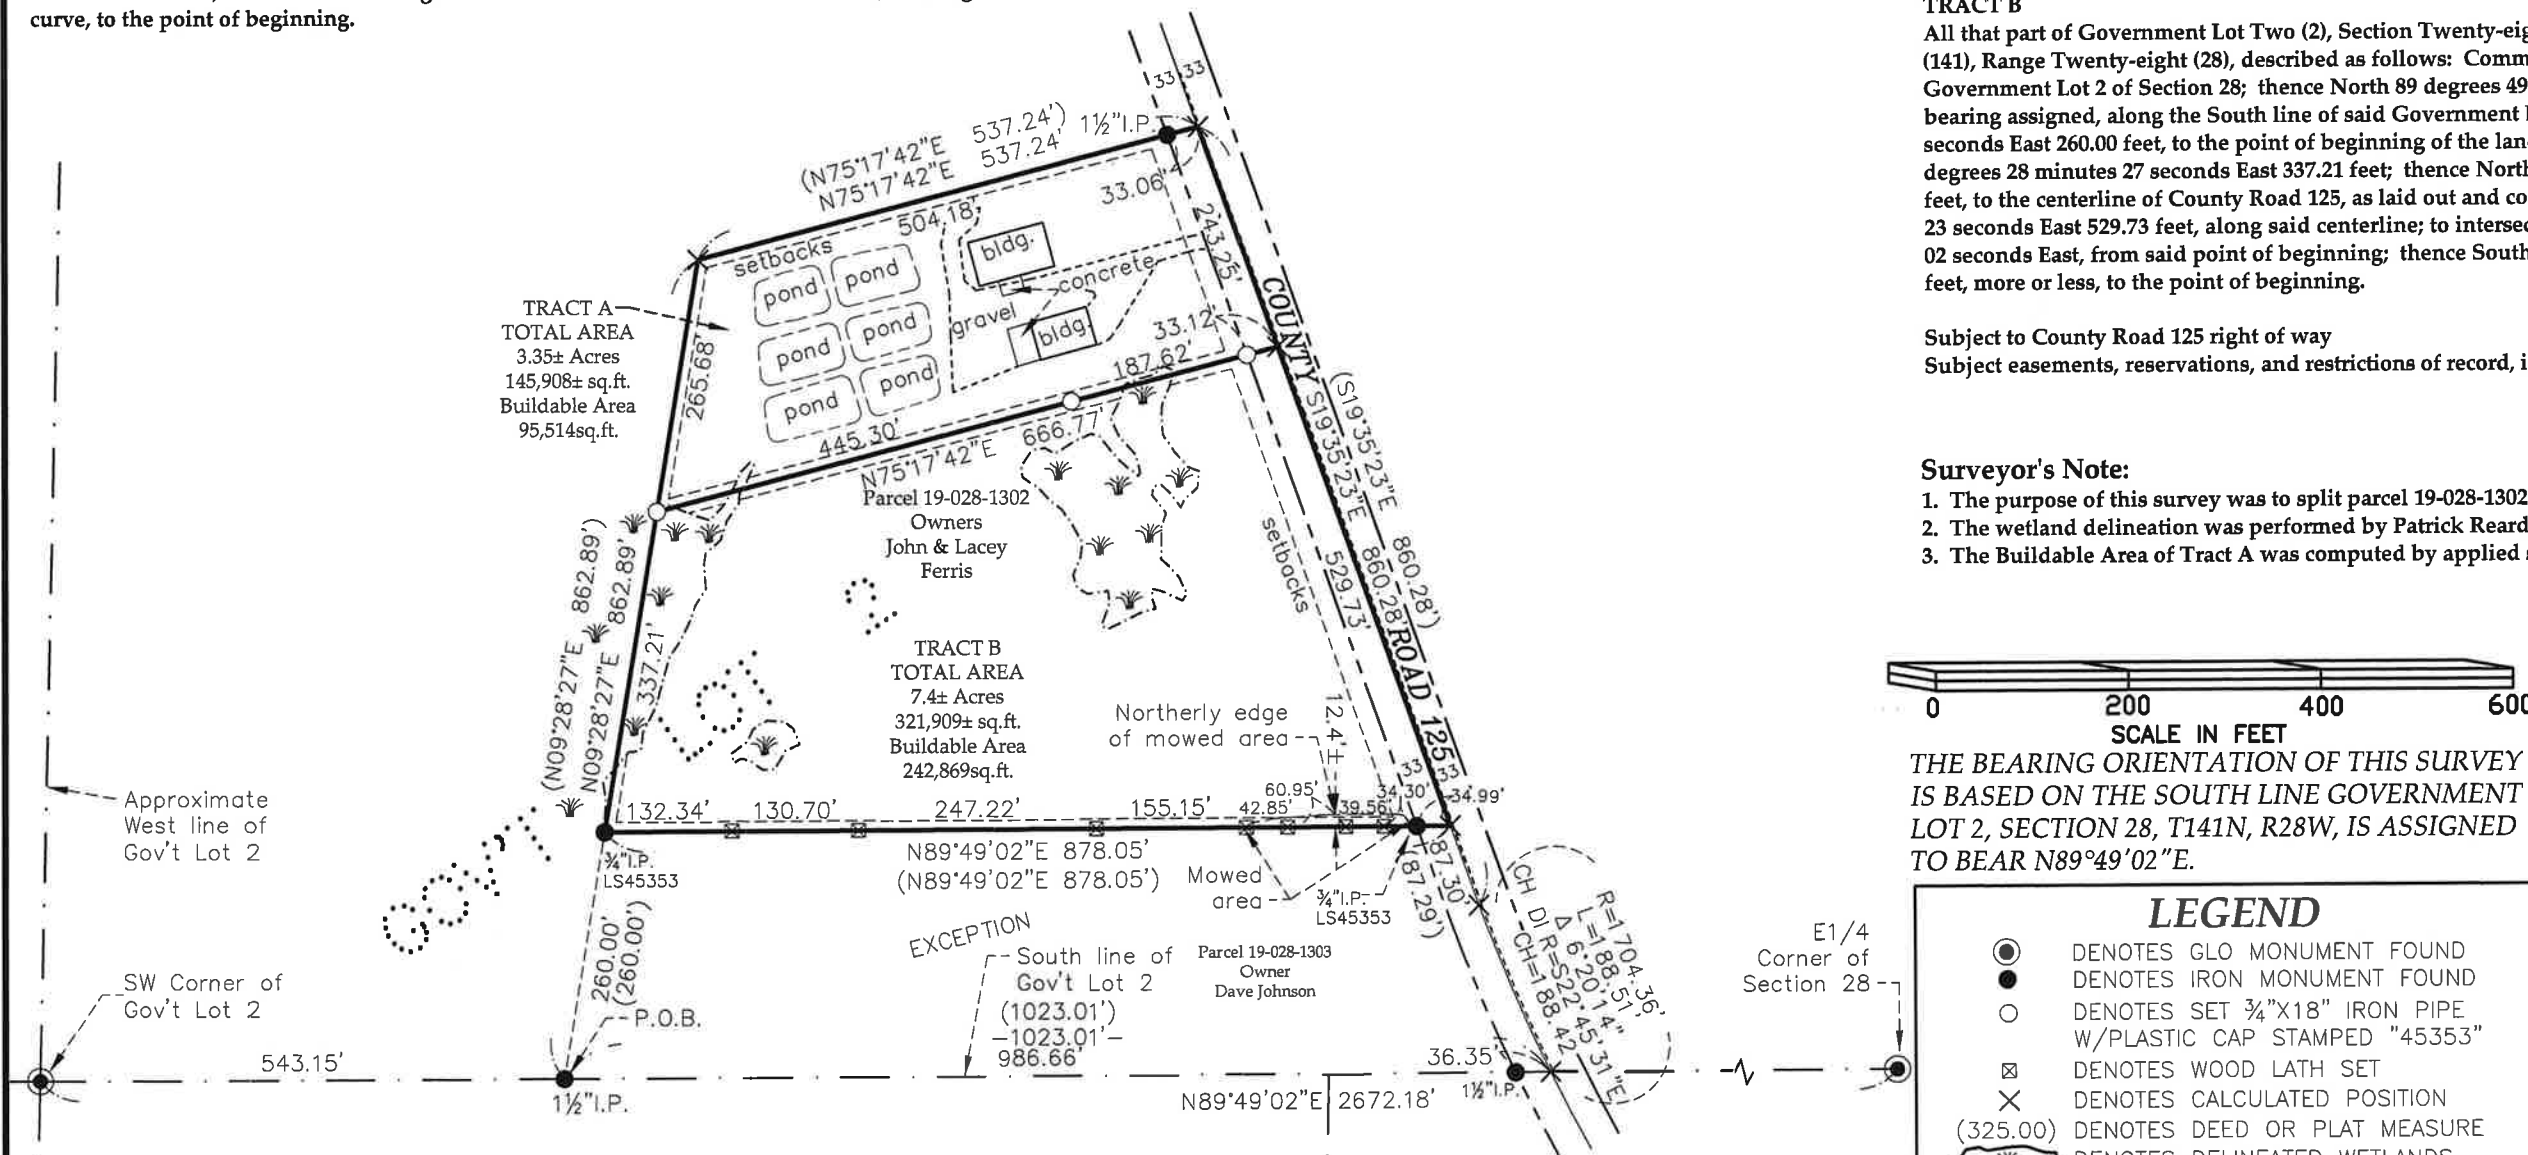 curve, to the point of beginning.
TRACT B
All that part of Government Lot Two (2), Section
(141), Range Twenty-eight (28), described as follows:
Government Lot 2 of Section 28; thence North 89 degrees 49
bearing assigned, along the South line of said Government
seconds East 260.00 feet, to the point of beginning of the
degrees 28 minutes 27 seconds East 337.21 feet; thence
feet, to the centerline of County Road 125, as laid out and
23 seconds East 529.73 feet, along said centerline; to
02 seconds East, from said point of beginning; thence
feet, more or less, to the point of beginning.
Subject to County Road 125 right of way
Subject easements, reservations, and restrictions of record,
Surveyor's Note:
1. The purpose of this survey was to split parcel 19-028-1302
2. The wetland delineation was performed by Patrick
3. The Buildable Area of Tract A was computed by applied
33 33
(N75°17'42"E 537.24')
N75°17'42"E 537.24'
1½"I.P.
504.18'
33.06'
setbacks
pond
pond
pond
pond
pond
pond
bldg.
concrete
gravel
bldg.
243.25'
33.12'
187.62'
265.68'
TRACT A
TOTAL AREA
3.35± Acres
145,908± sq.ft.
Buildable Area
95,514sq.ft.
445.30'
666.77'
N75°17'42"E
Parcel 19-028-1302
Owners
John & Lacey
Ferris
COUNTY ROAD 125
(S19°35'23"E 860.28')
S19°35'23"E 860.28'
529.73'
setbacks
(N09°28'27"E 862.89')
N09°28'27"E 862.89'
337.21'
GOV'T LOT 2
TRACT B
TOTAL AREA
7.4± Acres
321,909± sq.ft.
Buildable Area
242,869sq.ft.
Northerly edge
of mowed area
12.4'±
33
33
132.34'
130.70'
247.22'
155.15'
42.85'
60.95'
39.56'
34.30'
34.99'
N89°49'02"E 878.05'
(N89°49'02"E 878.05')
¾"I.P.
LS45353
Mowed
area
¾"I.P.
LS45353
87.30'
(87.29')
R=1704.36'
L=188.51'
Δ 6°20'14"
CH DIR=S22°45'31"E
CH=188.42'
260.00'
(260.00')
P.O.B.
EXCEPTION
South line of
Gov't Lot 2
(1023.01')
-1023.01'-
986.66'
Parcel 19-028-1303
Owner
Dave Johnson
Approximate
West line of
Gov't Lot 2
SW Corner of
Gov't Lot 2
543.15'
1½"I.P.
36.35'
1½"I.P.
N89°49'02"E 2672.18'
E1/4
Corner of
Section 28
0 200 400 600
SCALE IN FEET
THE BEARING ORIENTATION OF THIS SURVEY
IS BASED ON THE SOUTH LINE GOVERNMENT
LOT 2, SECTION 28, T141N, R28W, IS ASSIGNED
TO BEAR N89°49'02"E.
LEGEND
DENOTES GLO MONUMENT FOUND
DENOTES IRON MONUMENT FOUND
DENOTES SET ¾"X18" IRON PIPE
W/PLASTIC CAP STAMPED "45353"
DENOTES WOOD LATH SET
DENOTES CALCULATED POSITION
(325.00) DENOTES DEED OR PLAT MEASURE
DENOTES DELINEATED WETLANDS